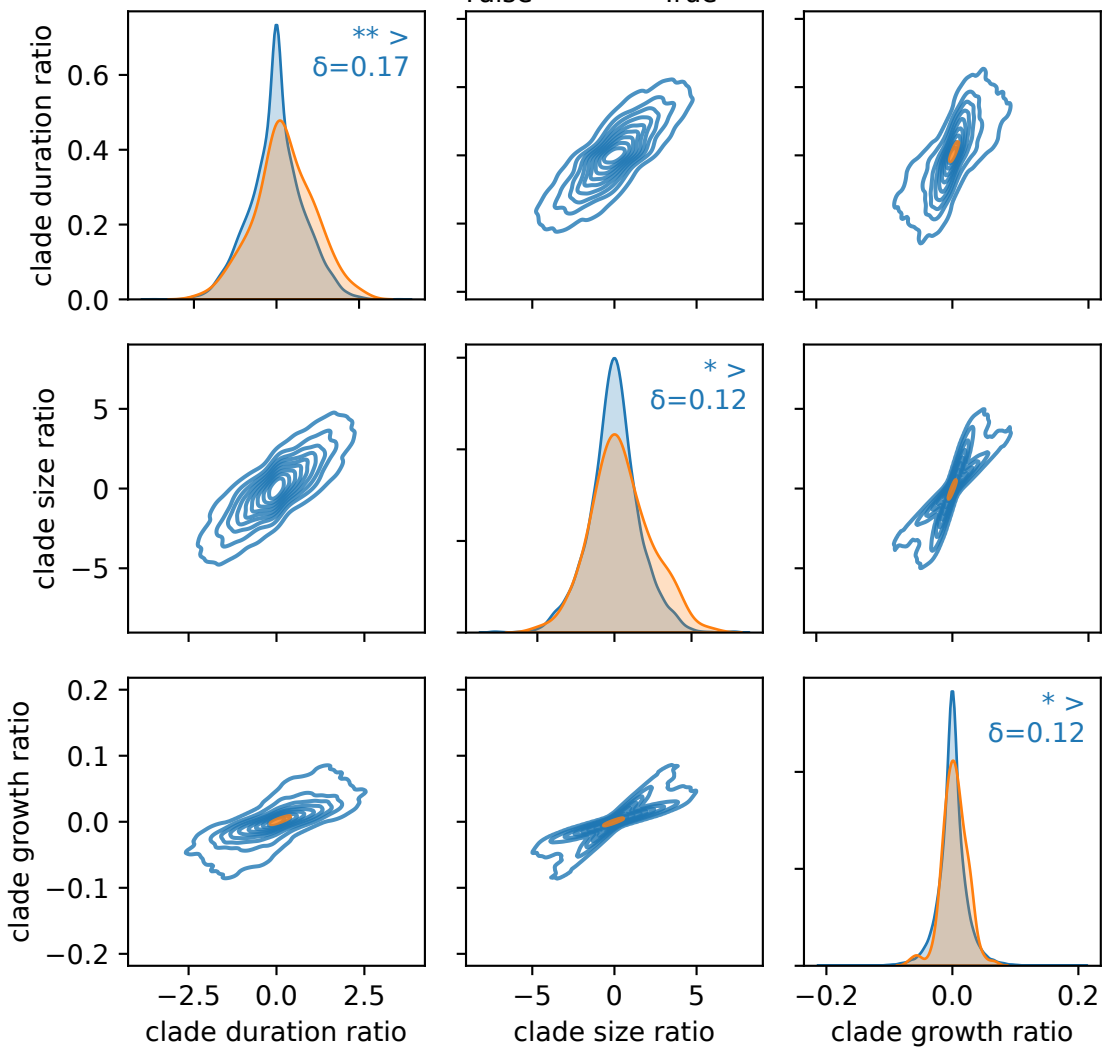 False True
clade duration ratio
0.6
0.4
0.2
0.0
** >
δ=0.17
clade size ratio
5
0
−5
* >
δ=0.12
clade growth ratio
0.2
0.1
0.0
−0.1
−0.2
* >
δ=0.12
−2.5 0.0 2.5
clade duration ratio
−5 0 5
clade size ratio
−0.2 0.0 0.2
clade growth ratio